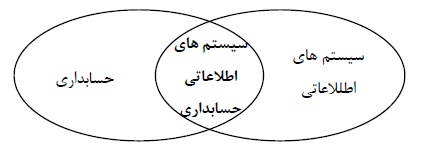 سیستم های
اطلاعاتی
سیستم های
اطلاعاتی
حسابداری
حسابداری